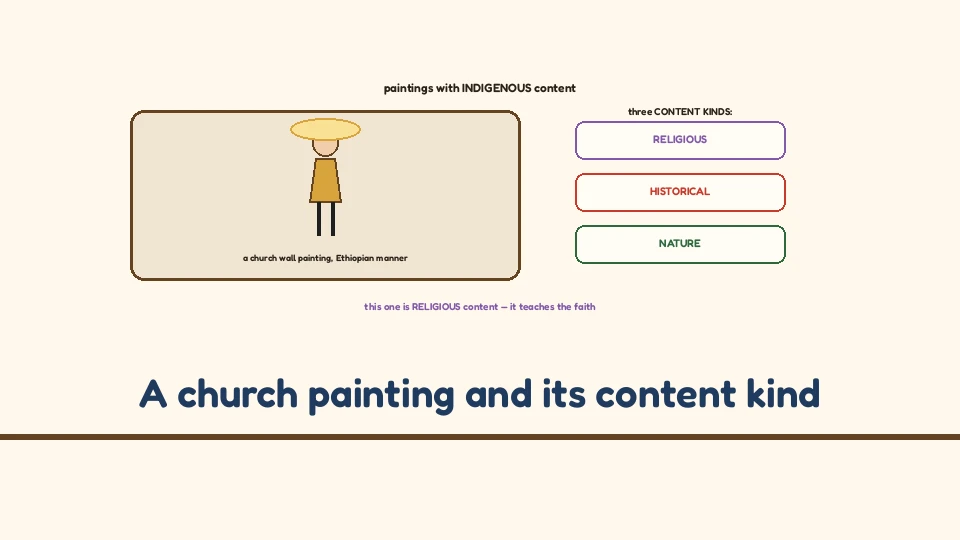 paintings with INDIGENOUS content
three CONTENT KINDS:
RELIGIOUS
HISTORICAL
NATURE
a church wall painting, Ethiopian manner
this one is RELIGIOUS content – it teaches the faith
A church painting and its content kind